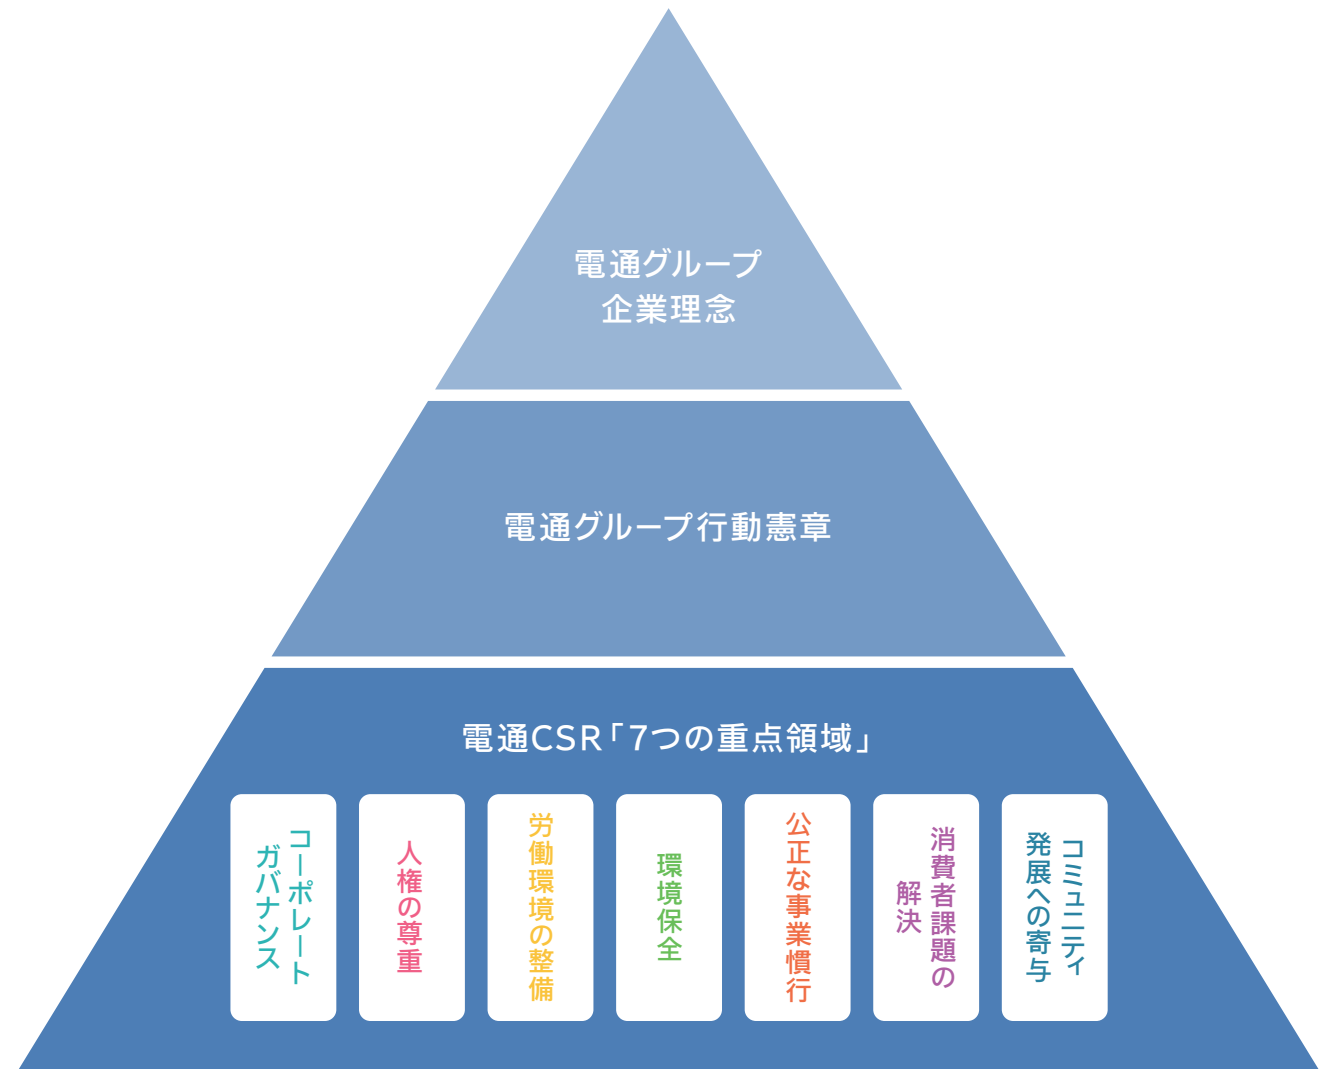 電通グループ
企業理念
電通グループ行動憲章
電通CSR「7つの重点領域」
コーポレート
ガバナンス
人権の尊重
労働環境の整備
環境保全
公正な事業慣行
消費者課題の
解決
コミュニティ
発展への寄与